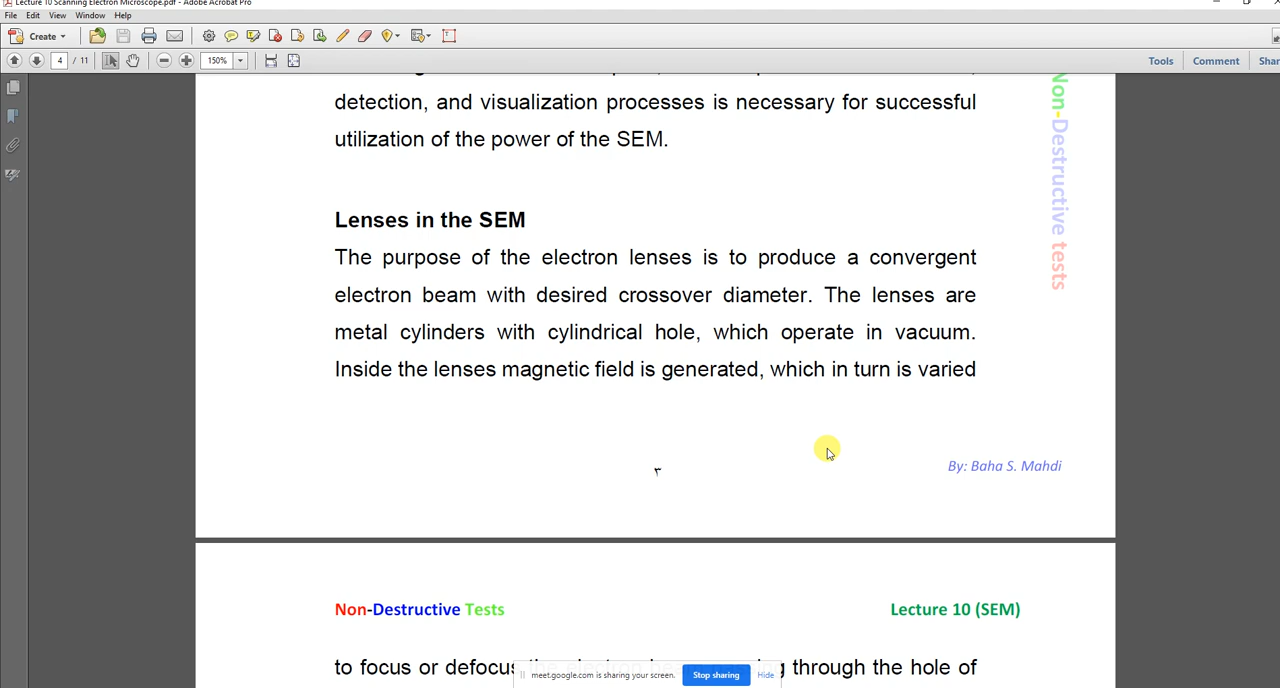 Lecture 10 Scanning Electron Microscope.pdf - Adobe Acrobat Pro
File Edit View Window Help
Create
4 / 11 150% Tools Comment
detection, and visualization processes is necessary for successful
utilization of the power of the SEM.
Non-Destructive tests
Lenses in the SEM
The purpose of the electron lenses is to produce a convergent
electron beam with desired crossover diameter. The lenses are
metal cylinders with cylindrical hole, which operate in vacuum.
Inside the lenses magnetic field is generated, which in turn is varied
٣
By: Baha S. Mahdi
Non-Destructive Tests Lecture 10 (SEM)
to focus or defocus the electron beam passing through the hole of
meet.google.com is sharing your screen. Stop sharing Hide